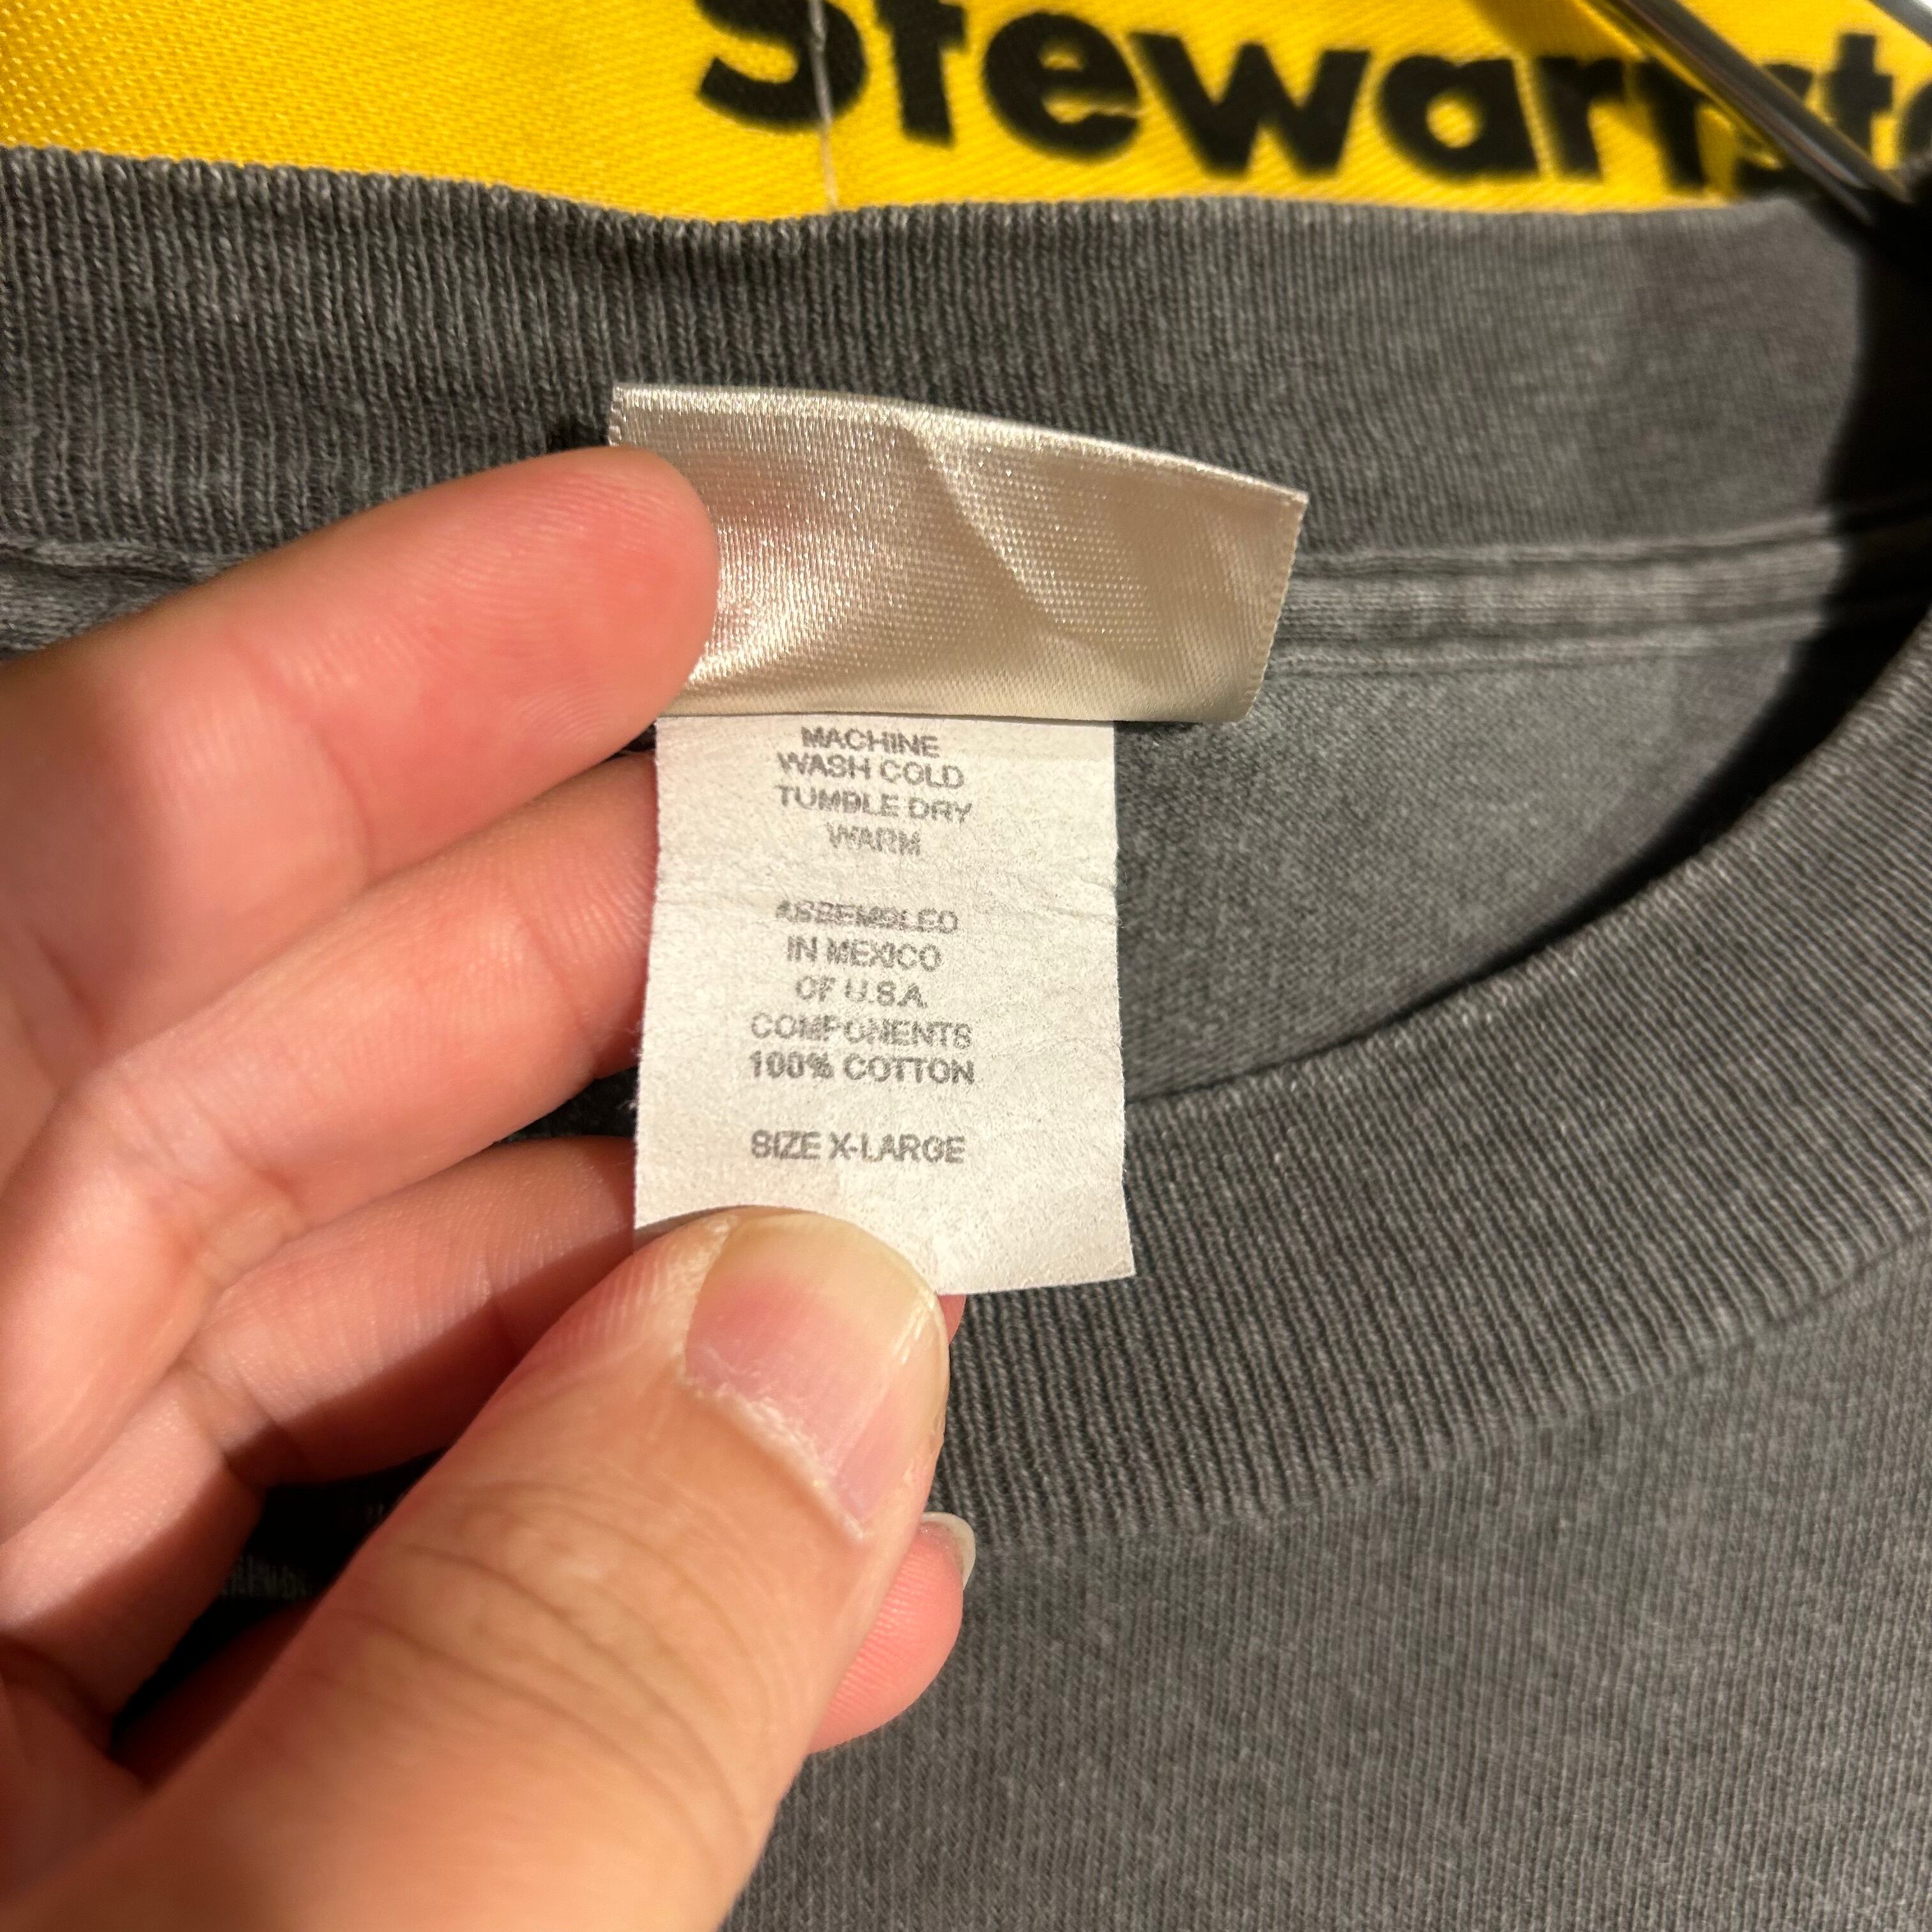 Stewart
MACHINE
WASH COLD
TUMBLE DRY
WARM
ASSEMBLED
IN MEXICO
OF U.S.A.
COMPONENTS
100% COTTON
SIZE X-LARGE